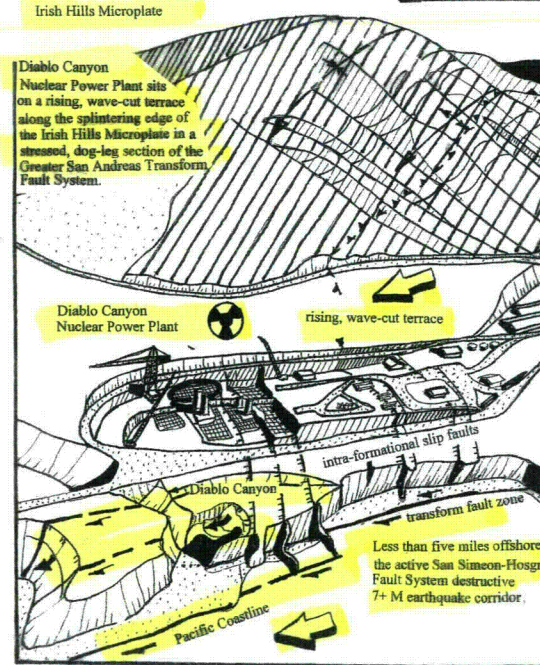 Irish Hills Microplate
Diablo Canyon
Nuclear Power Plant sits
on a rising, wave-cut terrace
along the splintering edge of
the Irish Hills Microplate in a
stressed, dog-leg section of the
Greater San Andreas Transform
Fault System.
Diablo Canyon
Nuclear Power Plant
rising, wave-cut terrace
intra-formational slip faults
Diablo Canyon
transform fault zone
Less than five miles offshore
the active San Simeon-Hosgr
Fault System destructive
7+ M earthquake corridor.
Pacific Coastline